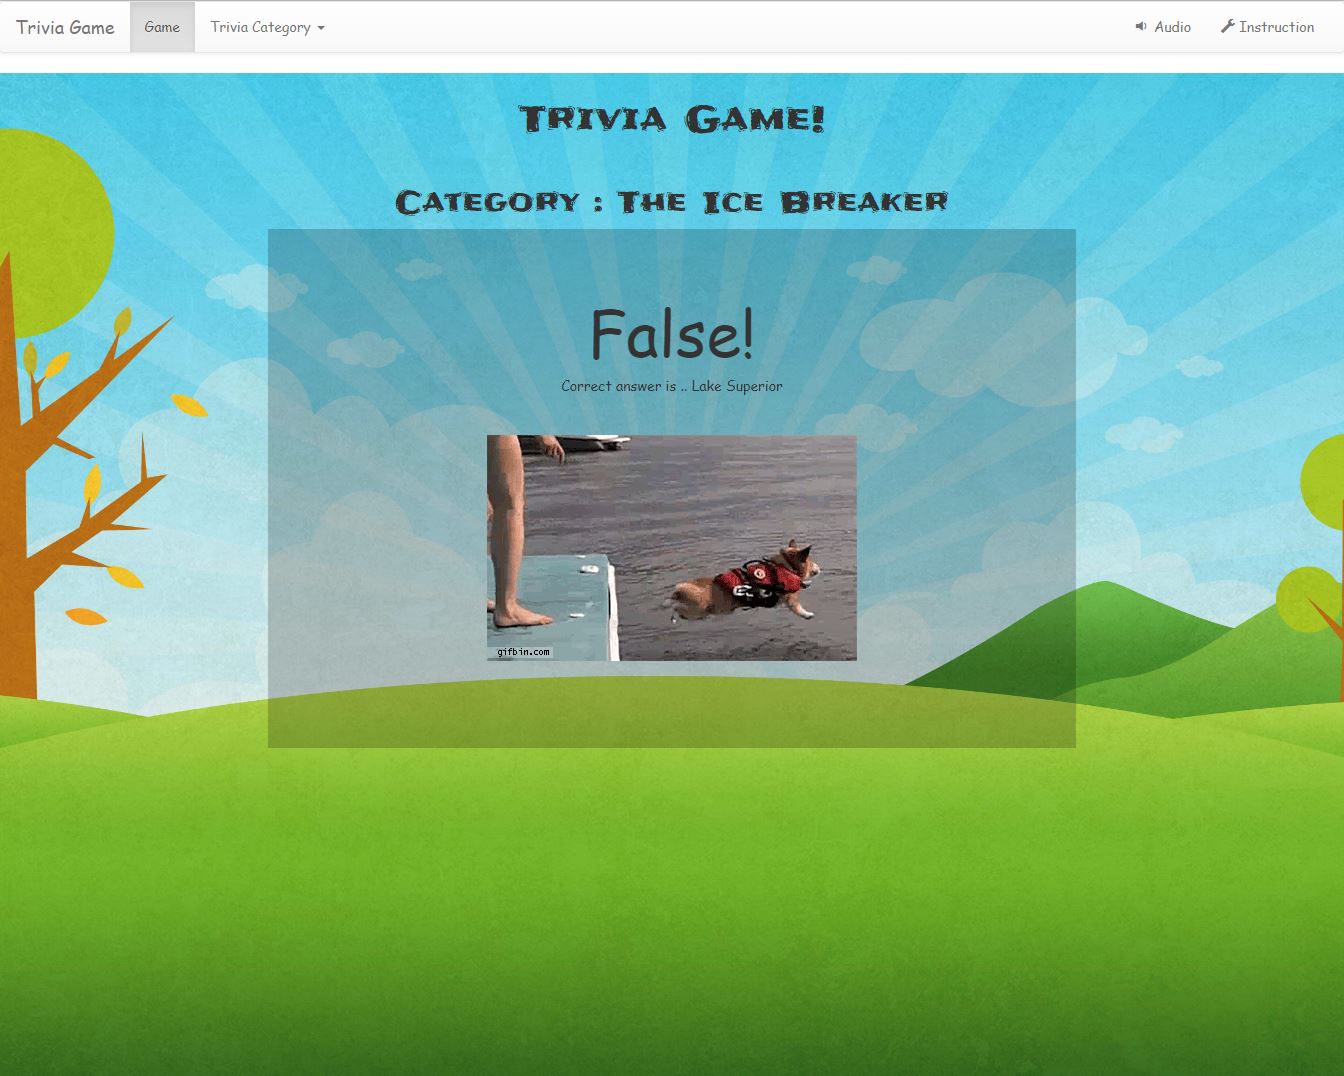 Trivia Game Game Trivia Category Audio Instruction
Trivia Game!
Category : The Ice Breaker
False!
Correct answer is .. Lake Superior
gifbin.com